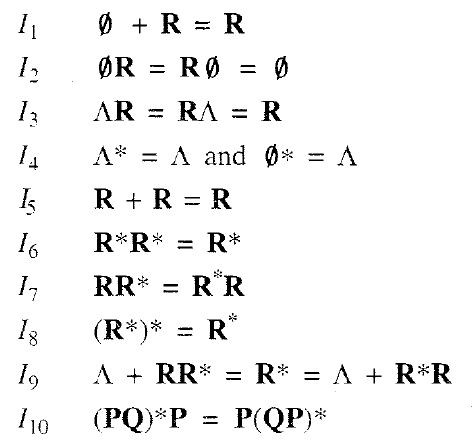 I₁ ∅ + R = R
I₂ ∅R = R∅ = ∅
I₃ ΛR = RΛ = R
I₄ Λ* = Λ and ∅* = Λ
I₅ R + R = R
I₆ R*R* = R*
I₇ RR* = R*R
I₈ (R*)* = R*
I₉ Λ + RR* = R* = Λ + R*R
I₁₀ (PQ)*P = P(QP)*